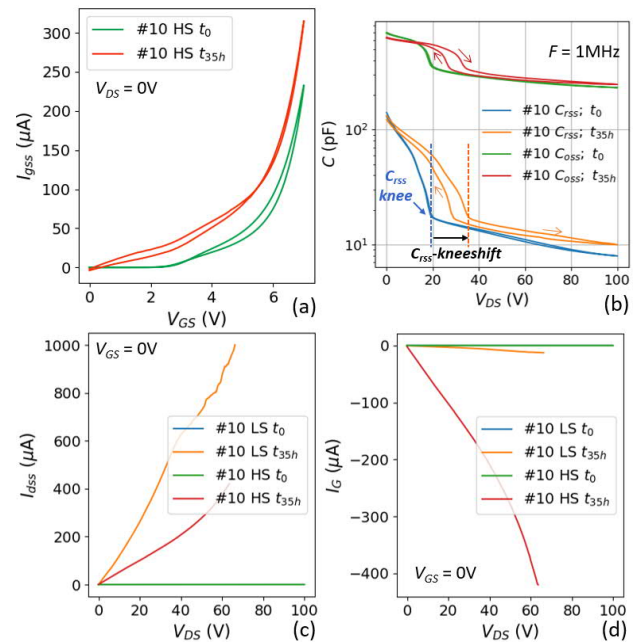 #10 HS t0
#10 HS t35h
VDS = 0V
Igss (μA)
300
250
200
150
100
50
0
0
2
4
6
VGS (V)
(a)
F = 1MHz
#10 Crss; t0
#10 Crss; t35h
#10 Coss; t0
#10 Coss; t35h
C (pF)
10²
10¹
Crss
knee
Crss-kneeshift
0
20
40
60
80
100
VDS (V)
(b)
VGS = 0V
#10 LS t0
#10 LS t35h
#10 HS t0
#10 HS t35h
Idss (μA)
1000
800
600
400
200
0
0
20
40
60
80
100
VDS (V)
(c)
#10 LS t0
#10 LS t35h
#10 HS t0
#10 HS t35h
VGS = 0V
IG (μA)
0
−100
−200
−300
−400
0
20
40
60
80
100
VDS (V)
(d)